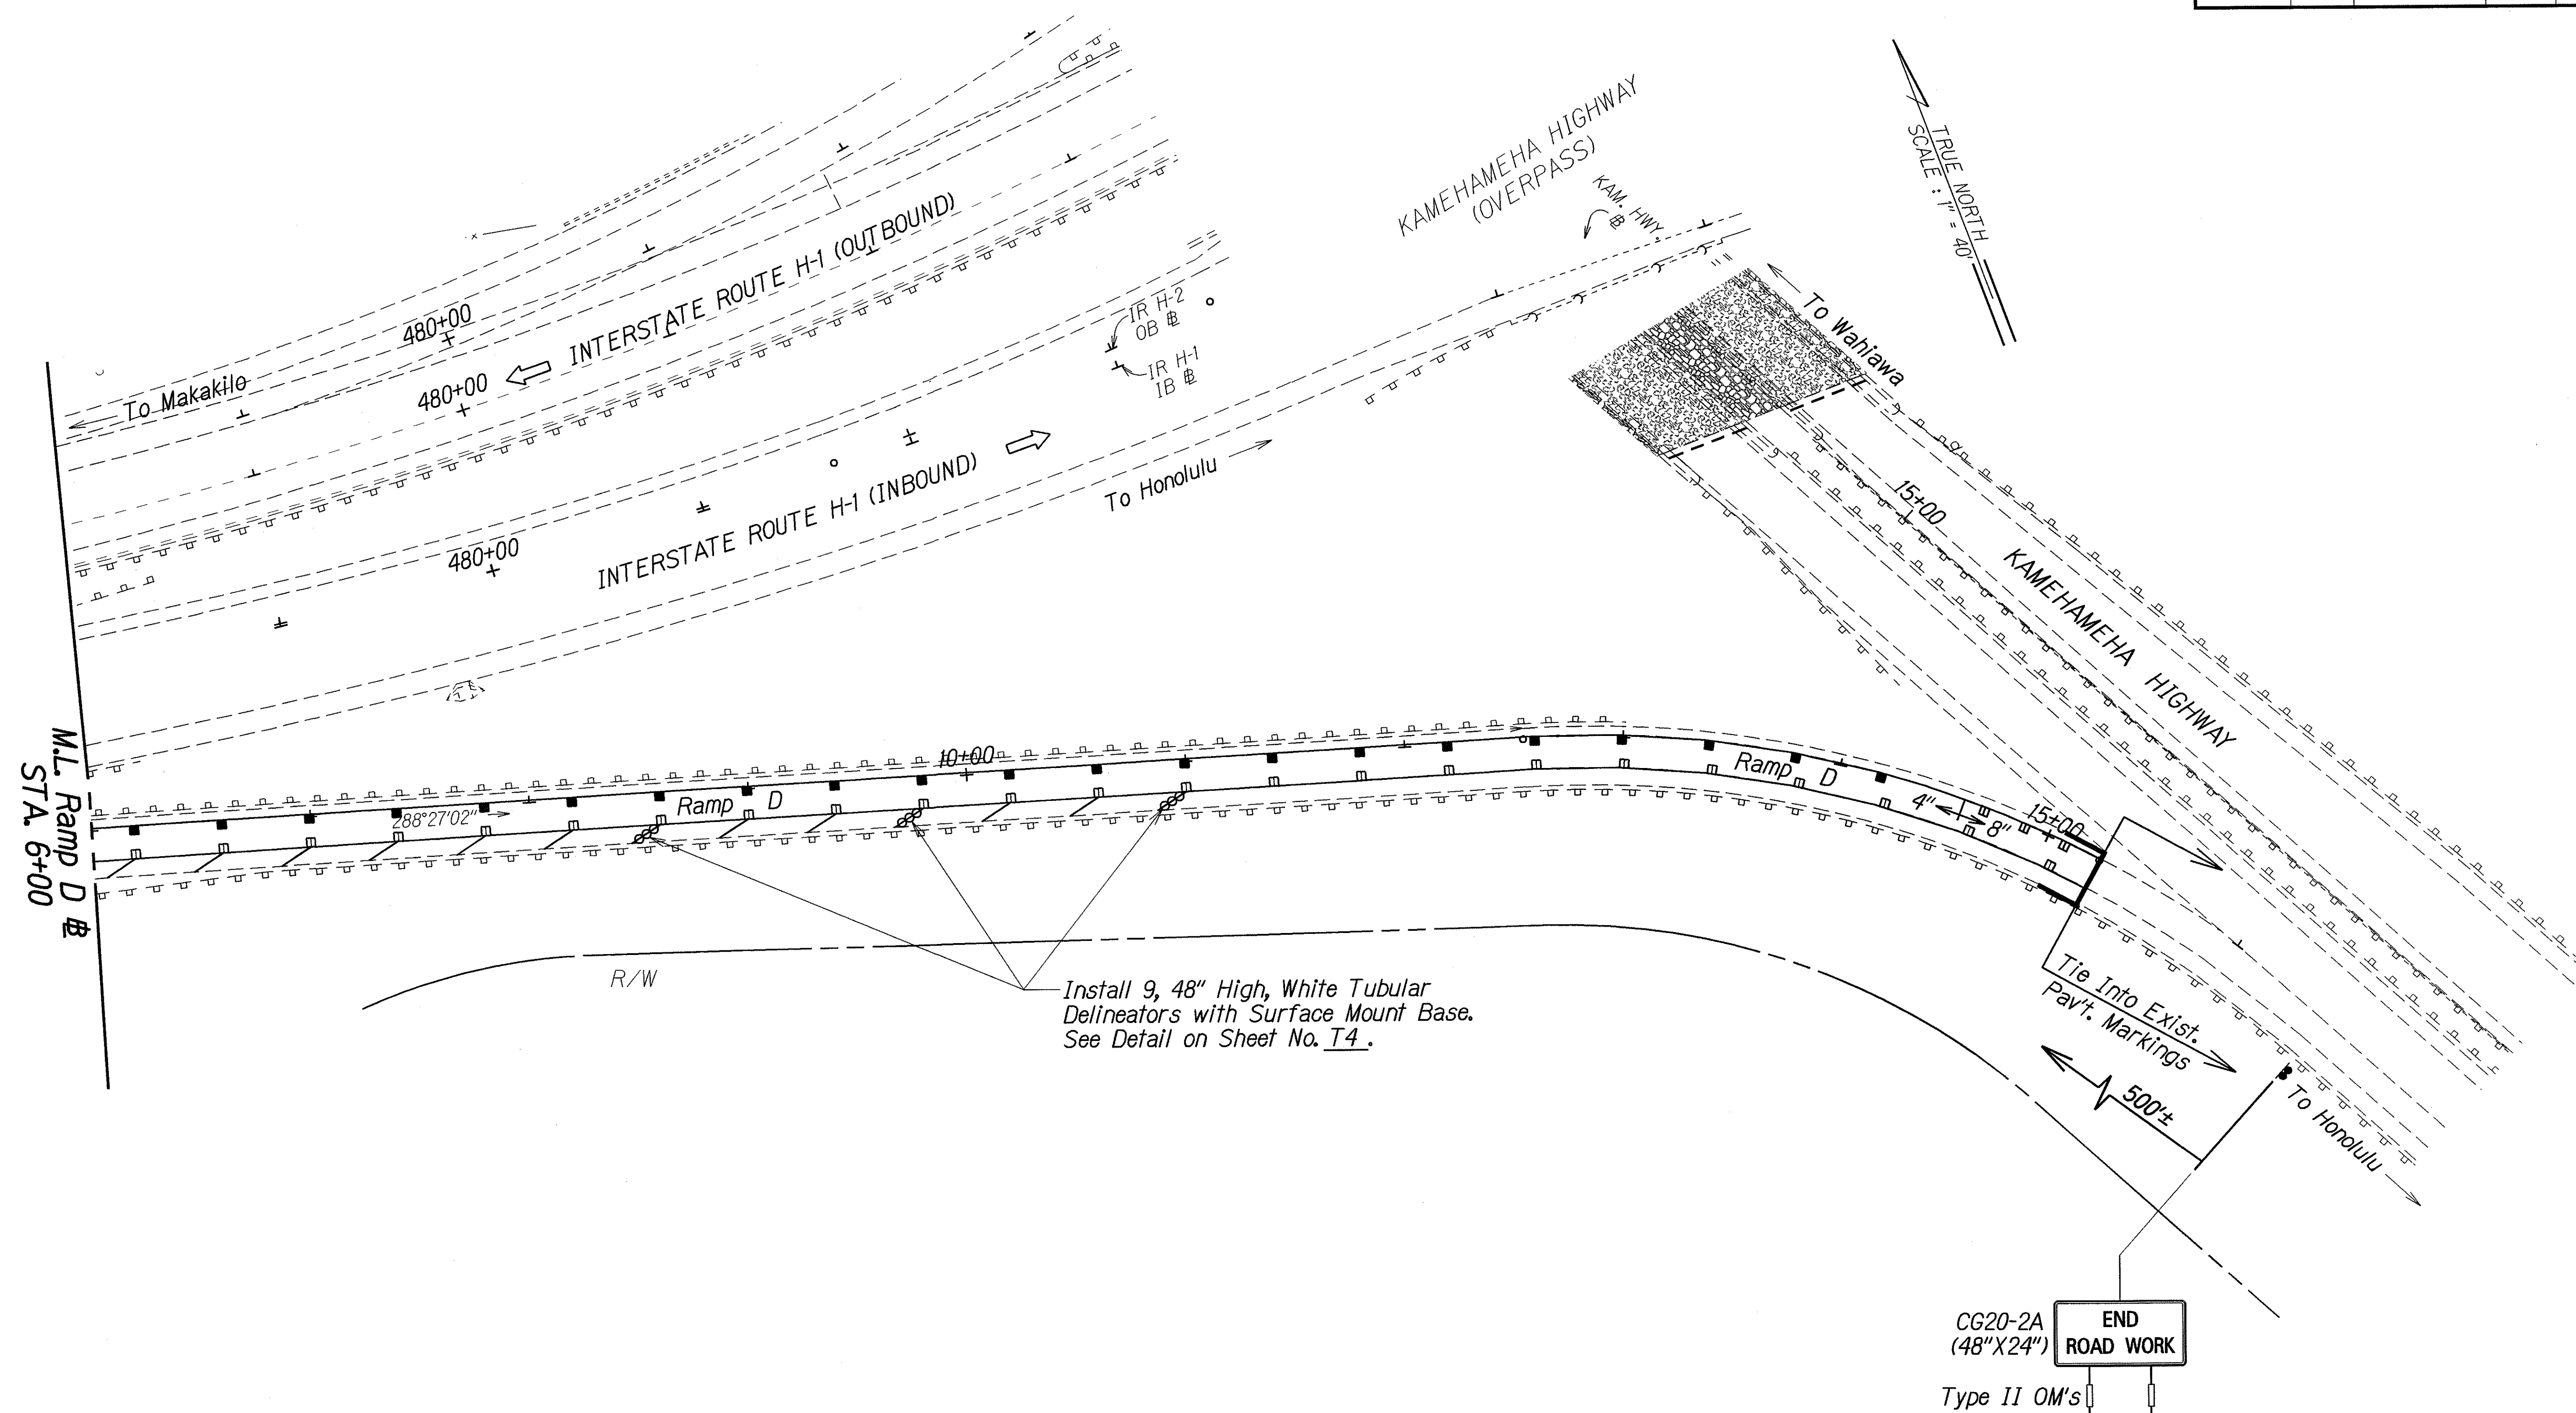 KAMEHAMEHA HIGHWAY
(OVERPASS)
KAM. HWY.
TRUE NORTH
SCALE : 1" = 40'
To Wahiawa
INTERSTATE ROUTE H-1 (OUTBOUND)
480+00
480+00
To Makakilo
IR H-2
OB
IR H-1
IB
INTERSTATE ROUTE H-1 (INBOUND)
480+00
To Honolulu
15+00
KAMEHAMEHA HIGHWAY
M.L. Ramp D
STA. 6+00
288°27'02"
Ramp D
10+00
Ramp D
4"
8"
15+00
R/W
Install 9, 48" High, White Tubular
Delineators with Surface Mount Base.
See Detail on Sheet No. T4.
Tie Into Exist.
Pav't. Markings
500'±
To Honolulu
CG20-2A
(48"X24")
END
ROAD WORK
Type II OM's